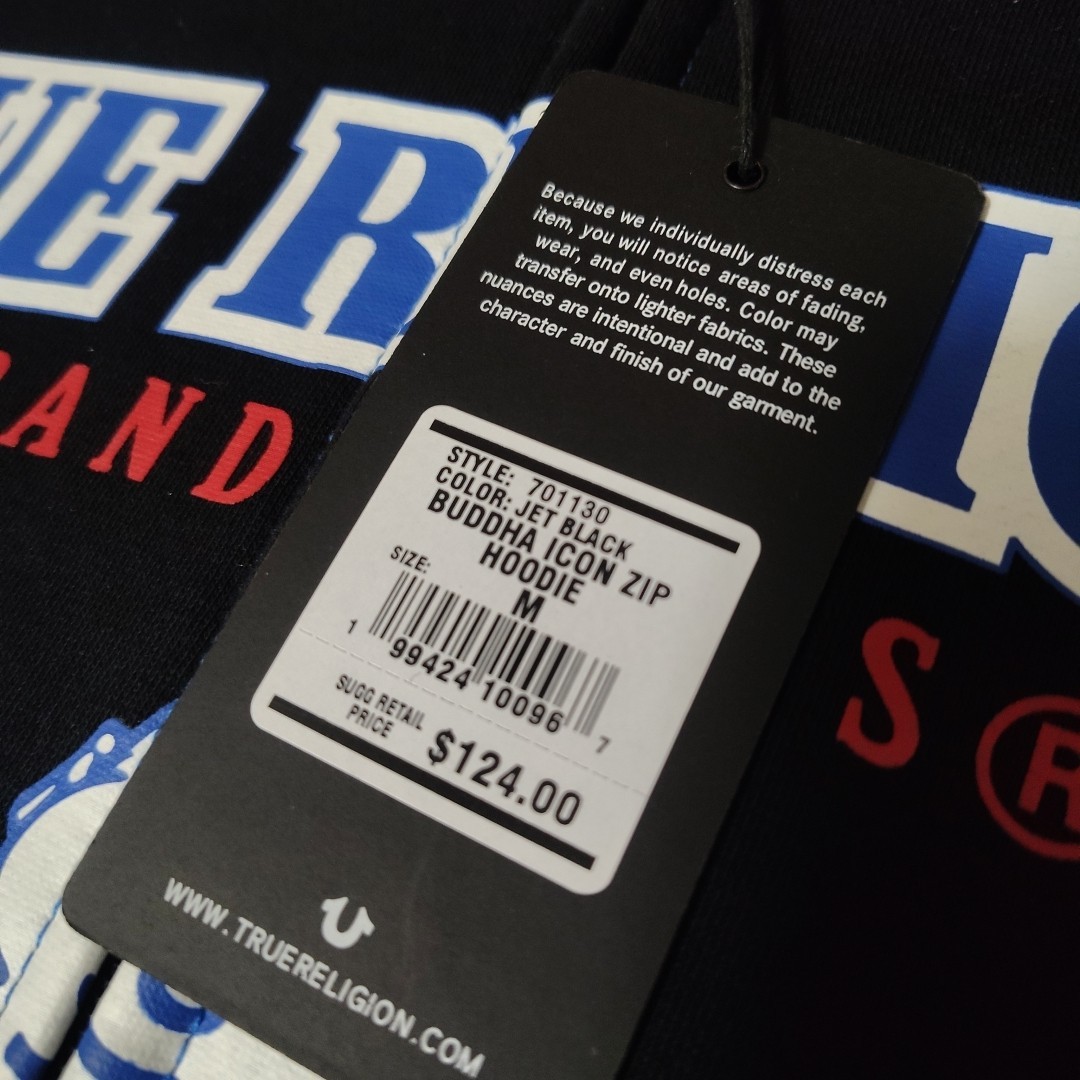 UE R
IO
RAND
S ®
Because we individually distress each
item, you will notice areas of fading,
wear, and even holes. Color may
transfer onto lighter fabrics. These
nuances are intentional and add to the
character and finish of our garment.
STYLE: 701130
COLOR: JET BLACK
BUDDHA ICON ZIP
HOODIE
SIZE: M
1 99424 10096 7
SUGG RETAIL
PRICE $124.00
WWW.TRUERELIGION.COM